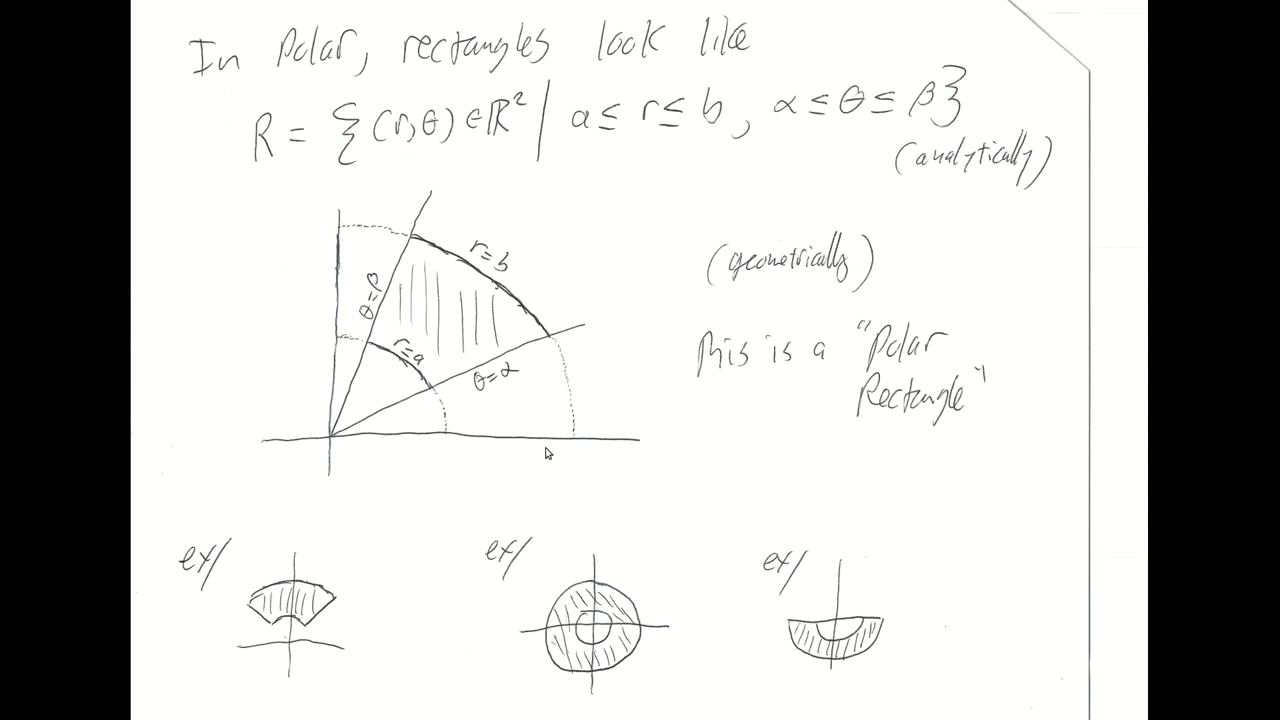 In Polar, rectangles look like
R = { (r,θ) ∈ ℝ² | a ≤ r ≤ b, α ≤ θ ≤ β }
(analytically)
r=b
(geometrically)
θ=β
r=a
θ=α
This is a "Polar
Rectangle"
ex/
ex/
ex/